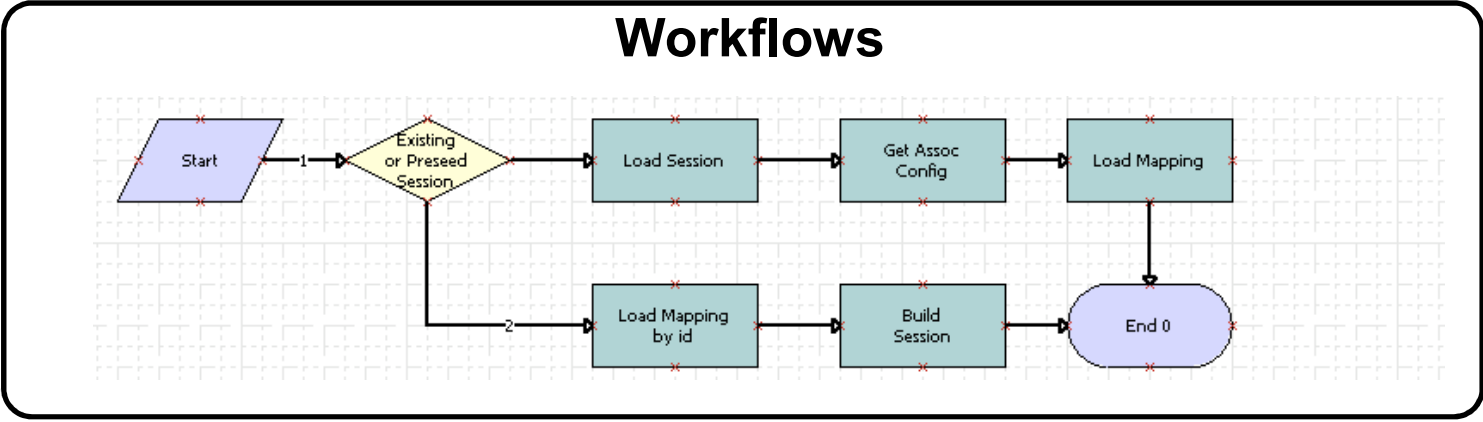 Workflows
Start
1
Existing
or Preseed
Session
Load Session
Get Assoc
Config
Load Mapping
2
Load Mapping
by id
Build
Session
End 0